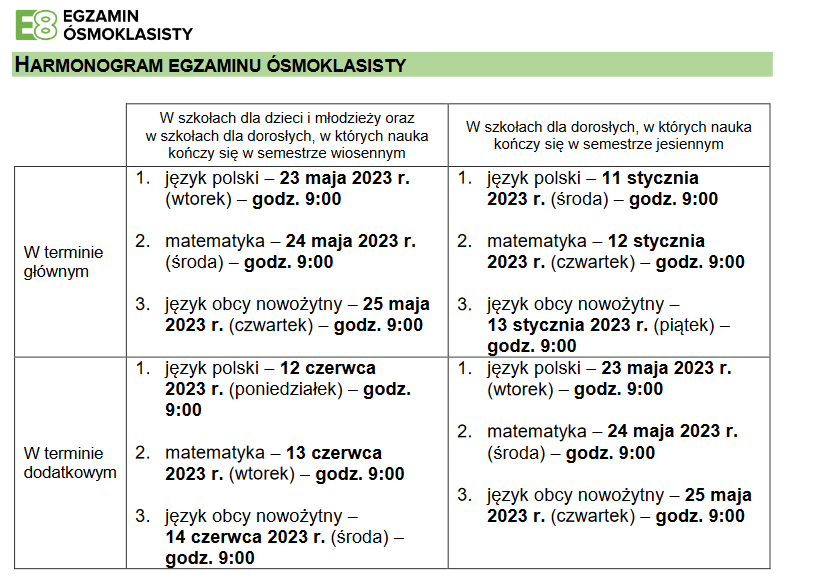 E8 EGZAMIN
ÓSMOKLASISTY
HARMONOGRAM EGZAMINU ÓSMOKLASISTY
W szkołach dla dzieci i młodzieży oraz
w szkołach dla dorosłych, w których nauka
kończy się w semestrze wiosennym
W szkołach dla dorosłych, w których nauka
kończy się w semestrze jesiennym
W terminie
głównym
1. język polski – 23 maja 2023 r.
(wtorek) – godz. 9:00
2. matematyka – 24 maja 2023 r.
(środa) – godz. 9:00
3. język obcy nowożytny – 25 maja
2023 r. (czwartek) – godz. 9:00
1. język polski – 11 stycznia
2023 r. (środa) – godz. 9:00
2. matematyka – 12 stycznia
2023 r. (czwartek) – godz. 9:00
3. język obcy nowożytny –
13 stycznia 2023 r. (piątek) –
godz. 9:00
W terminie
dodatkowym
1. język polski – 12 czerwca
2023 r. (poniedziałek) – godz.
9:00
2. matematyka – 13 czerwca
2023 r. (wtorek) – godz. 9:00
3. język obcy nowożytny –
14 czerwca 2023 r. (środa) –
godz. 9:00
1. język polski – 23 maja 2023 r.
(wtorek) – godz. 9:00
2. matematyka – 24 maja 2023 r.
(środa) – godz. 9:00
3. język obcy nowożytny – 25 maja
2023 r. (czwartek) – godz. 9:00